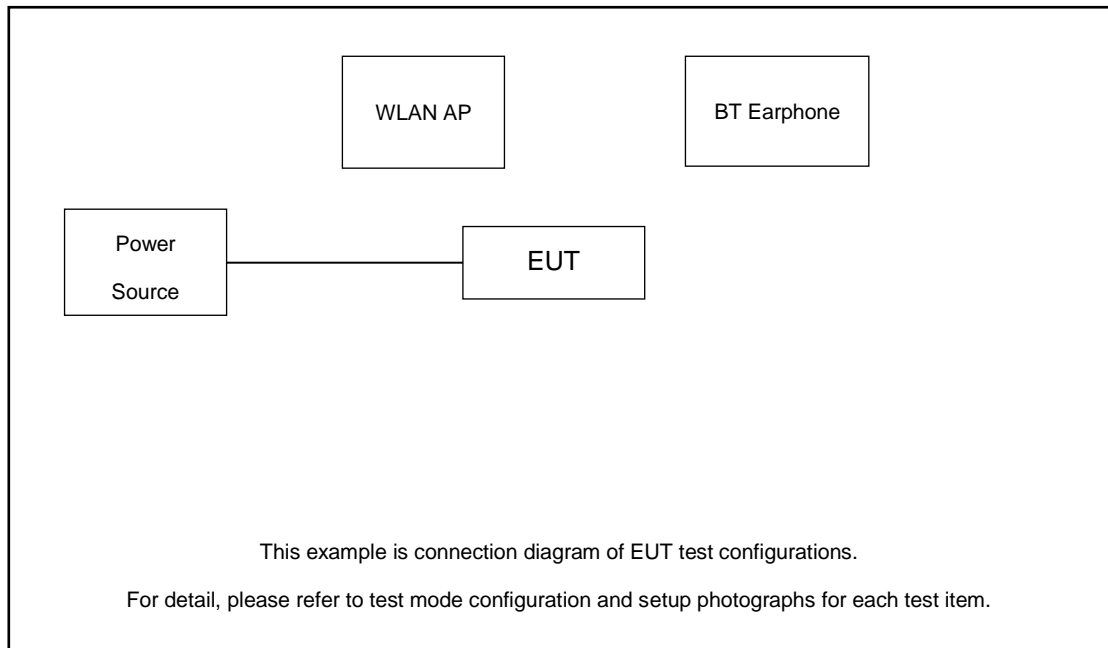 WLAN AP
BT Earphone
Power
Source
EUT
This example is connection diagram of EUT test configurations.
For detail, please refer to test mode configuration and setup photographs for each test item.